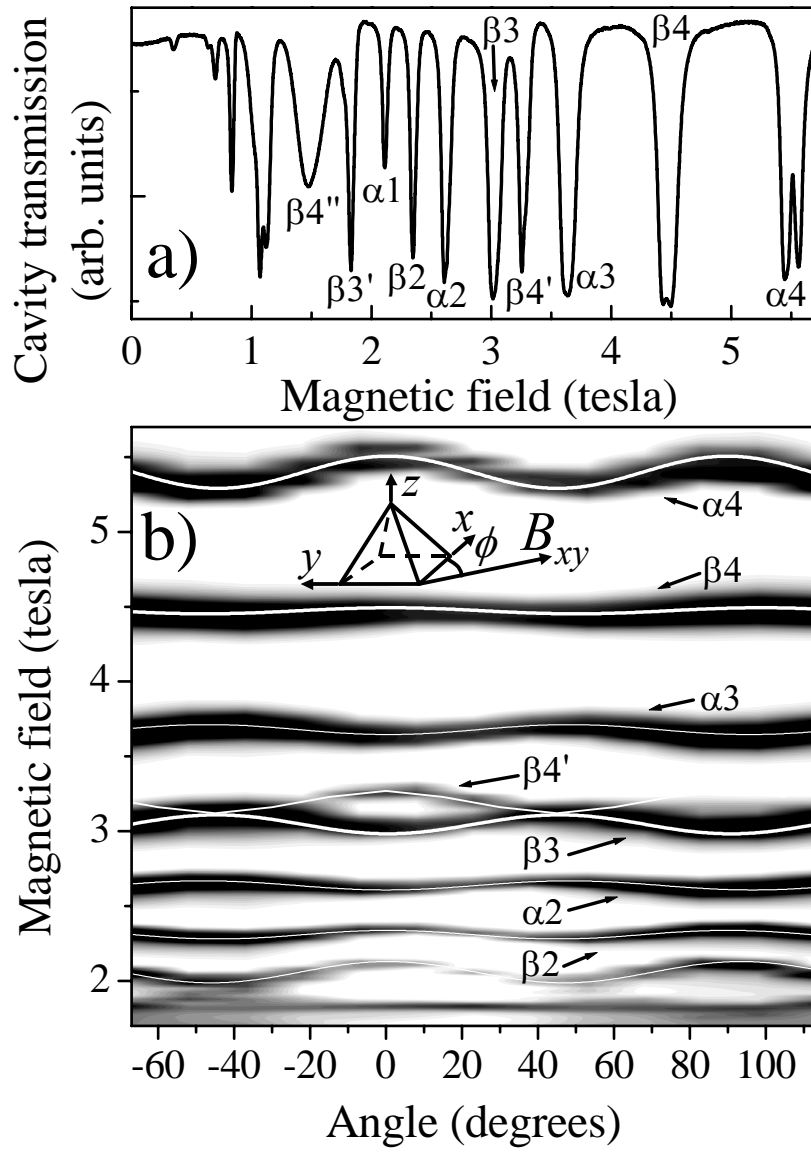 Cavity transmission
(arb. units)
a)
β3
β4
β4''
α1
β3'
β2
α2
β4'
α3
α4
0 1 2 3 4 5
Magnetic field (tesla)
b)
z
x
ϕ
B
xy
y
α4
β4
α3
β4'
β3
α2
β2
5
4
3
2
Magnetic field (tesla)
-60 -40 -20 0 20 40 60 80 100
Angle (degrees)